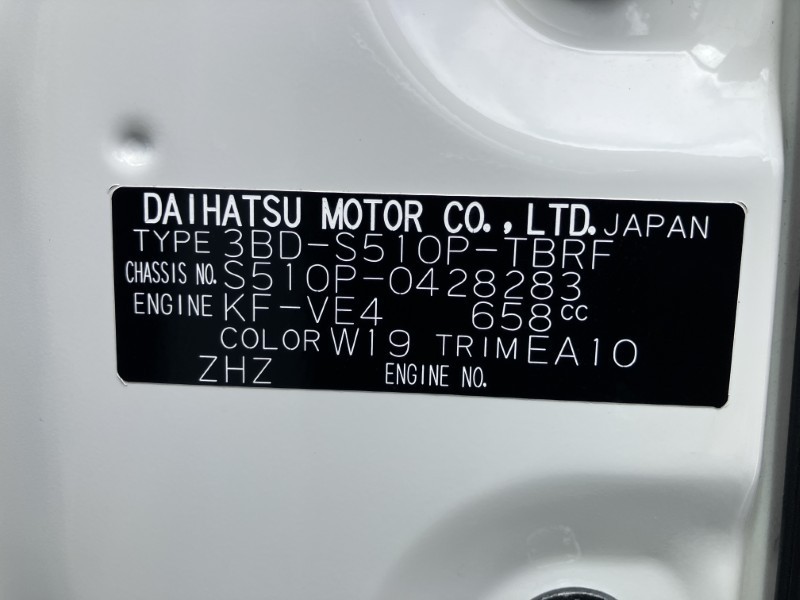 DAIHATSU MOTOR CO.,LTD. JAPAN
TYPE 3BD-S510P-TBRF
CHASSIS NO. S510P-0428283
ENGINE KF-VE4 658cc
COLOR W19 TRIM EA10
ZHZ ENGINE NO.